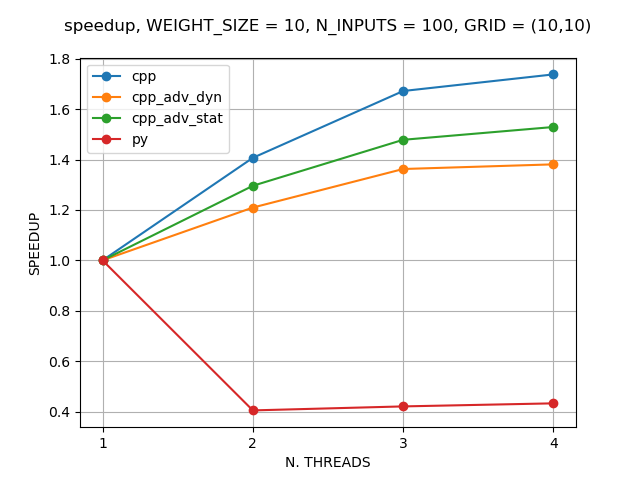 speedup, WEIGHT_SIZE = 10, N_INPUTS = 100, GRID = (10,10)
cpp
cpp_adv_dyn
cpp_adv_stat
py
SPEEDUP
1.8
1.6
1.4
1.2
1.0
0.8
0.6
0.4
1 2 3 4
N. THREADS